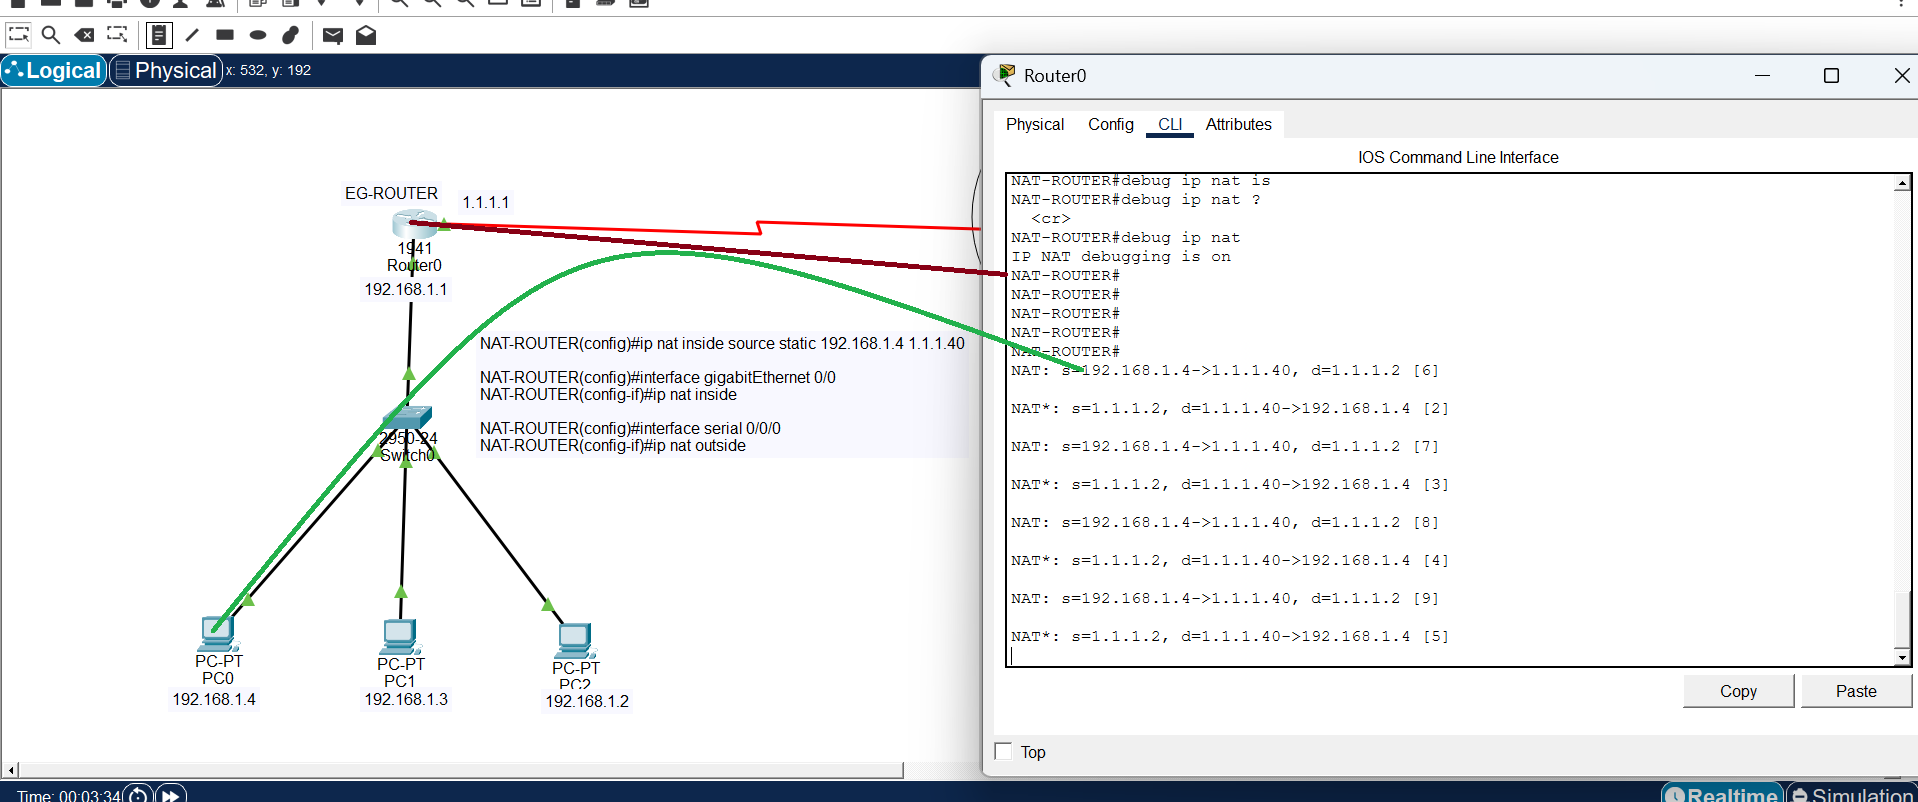 Logical
Physical
x: 532, y: 192
EG-ROUTER
1.1.1.1
1941
Router0
192.168.1.1
NAT-ROUTER(config)#ip nat inside source static 192.168.1.4 1.1.1.40
NAT-ROUTER(config)#interface gigabitEthernet 0/0
NAT-ROUTER(config-if)#ip nat inside
NAT-ROUTER(config)#interface serial 0/0/0
NAT-ROUTER(config-if)#ip nat outside
2950-24
Switch0
PC-PT
PC0
192.168.1.4
PC-PT
PC1
192.168.1.3
PC-PT
PC2
192.168.1.2
Time: 00:03:34
Router0
Physical
Config
CLI
Attributes
IOS Command Line Interface
NAT-ROUTER#debug ip nat is
NAT-ROUTER#debug ip nat ?
<cr>
NAT-ROUTER#debug ip nat
IP NAT debugging is on
NAT-ROUTER#
NAT-ROUTER#
NAT-ROUTER#
NAT-ROUTER#
NAT-ROUTER#
NAT: s=192.168.1.4->1.1.1.40, d=1.1.1.2 [6]
NAT*: s=1.1.1.2, d=1.1.1.40->192.168.1.4 [2]
NAT: s=192.168.1.4->1.1.1.40, d=1.1.1.2 [7]
NAT*: s=1.1.1.2, d=1.1.1.40->192.168.1.4 [3]
NAT: s=192.168.1.4->1.1.1.40, d=1.1.1.2 [8]
NAT*: s=1.1.1.2, d=1.1.1.40->192.168.1.4 [4]
NAT: s=192.168.1.4->1.1.1.40, d=1.1.1.2 [9]
NAT*: s=1.1.1.2, d=1.1.1.40->192.168.1.4 [5]
Copy
Paste
Top
Realtime
Simulation